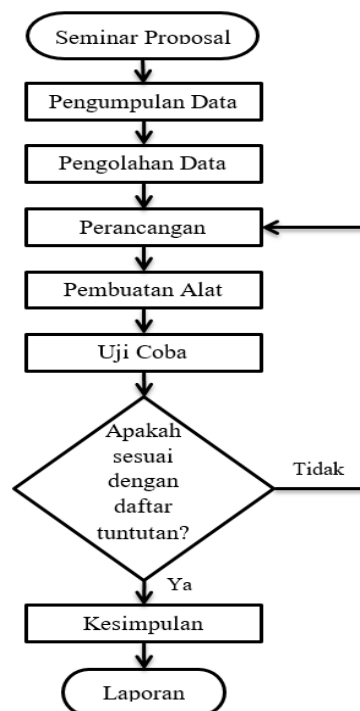 Seminar Proposal
Pengumpulan Data
Pengolahan Data
Perancangan
Pembuatan Alat
Uji Coba
Apakah
sesuai
dengan
daftar
tuntutan?
Tidak
Ya
Kesimpulan
Laporan